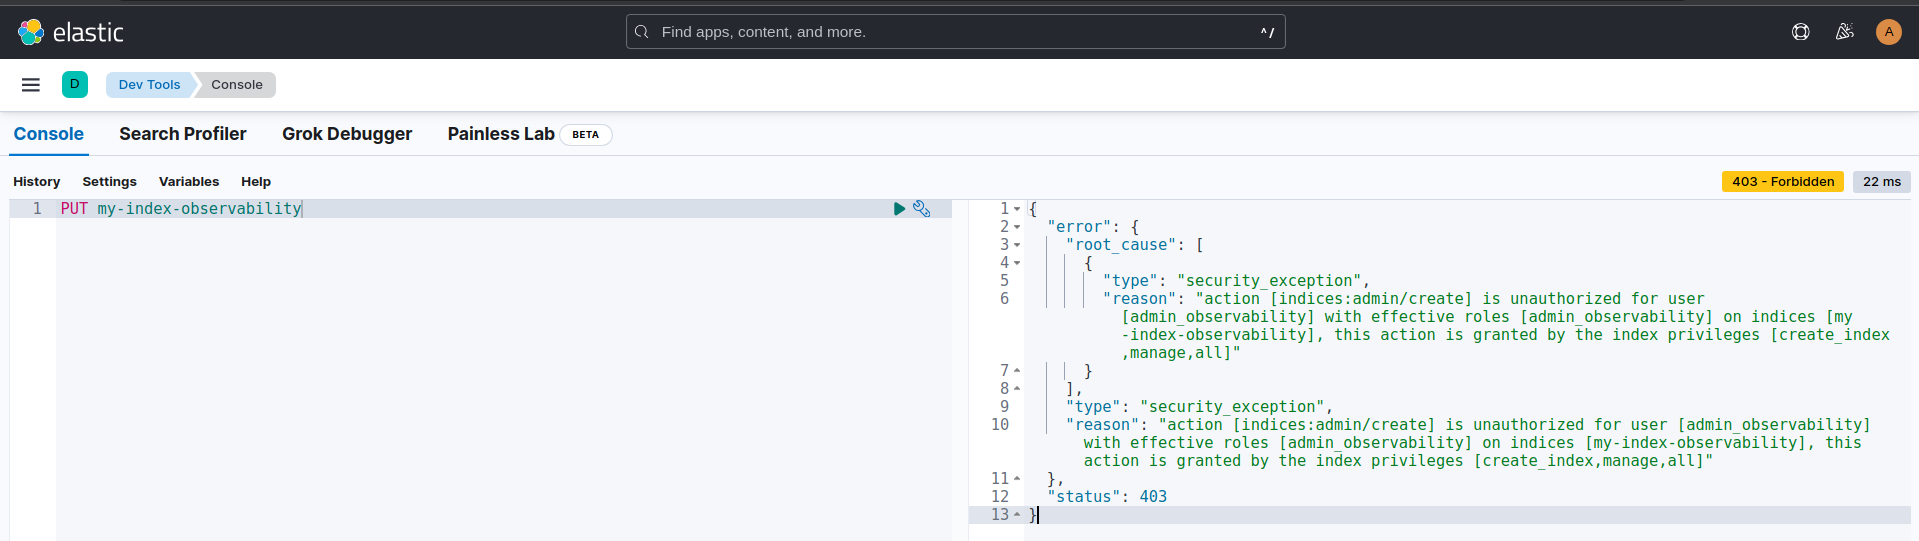 elastic
Find apps, content, and more.
^/
A
D
Dev Tools
Console
Console
Search Profiler
Grok Debugger
Painless Lab
BETA
History
Settings
Variables
Help
403 - Forbidden
22 ms
1 PUT my-index-observability
1 {
2 "error": {
3 "root_cause": [
4 {
5 "type": "security_exception",
6 "reason": "action [indices:admin/create] is unauthorized for user
[admin_observability] with effective roles [admin_observability] on indices [my
-index-observability], this action is granted by the index privileges [create_index
,manage,all]"
7 }
8 ],
9 "type": "security_exception",
10 "reason": "action [indices:admin/create] is unauthorized for user [admin_observability]
with effective roles [admin_observability] on indices [my-index-observability], this
action is granted by the index privileges [create_index,manage,all]"
11 },
12 "status": 403
13 }